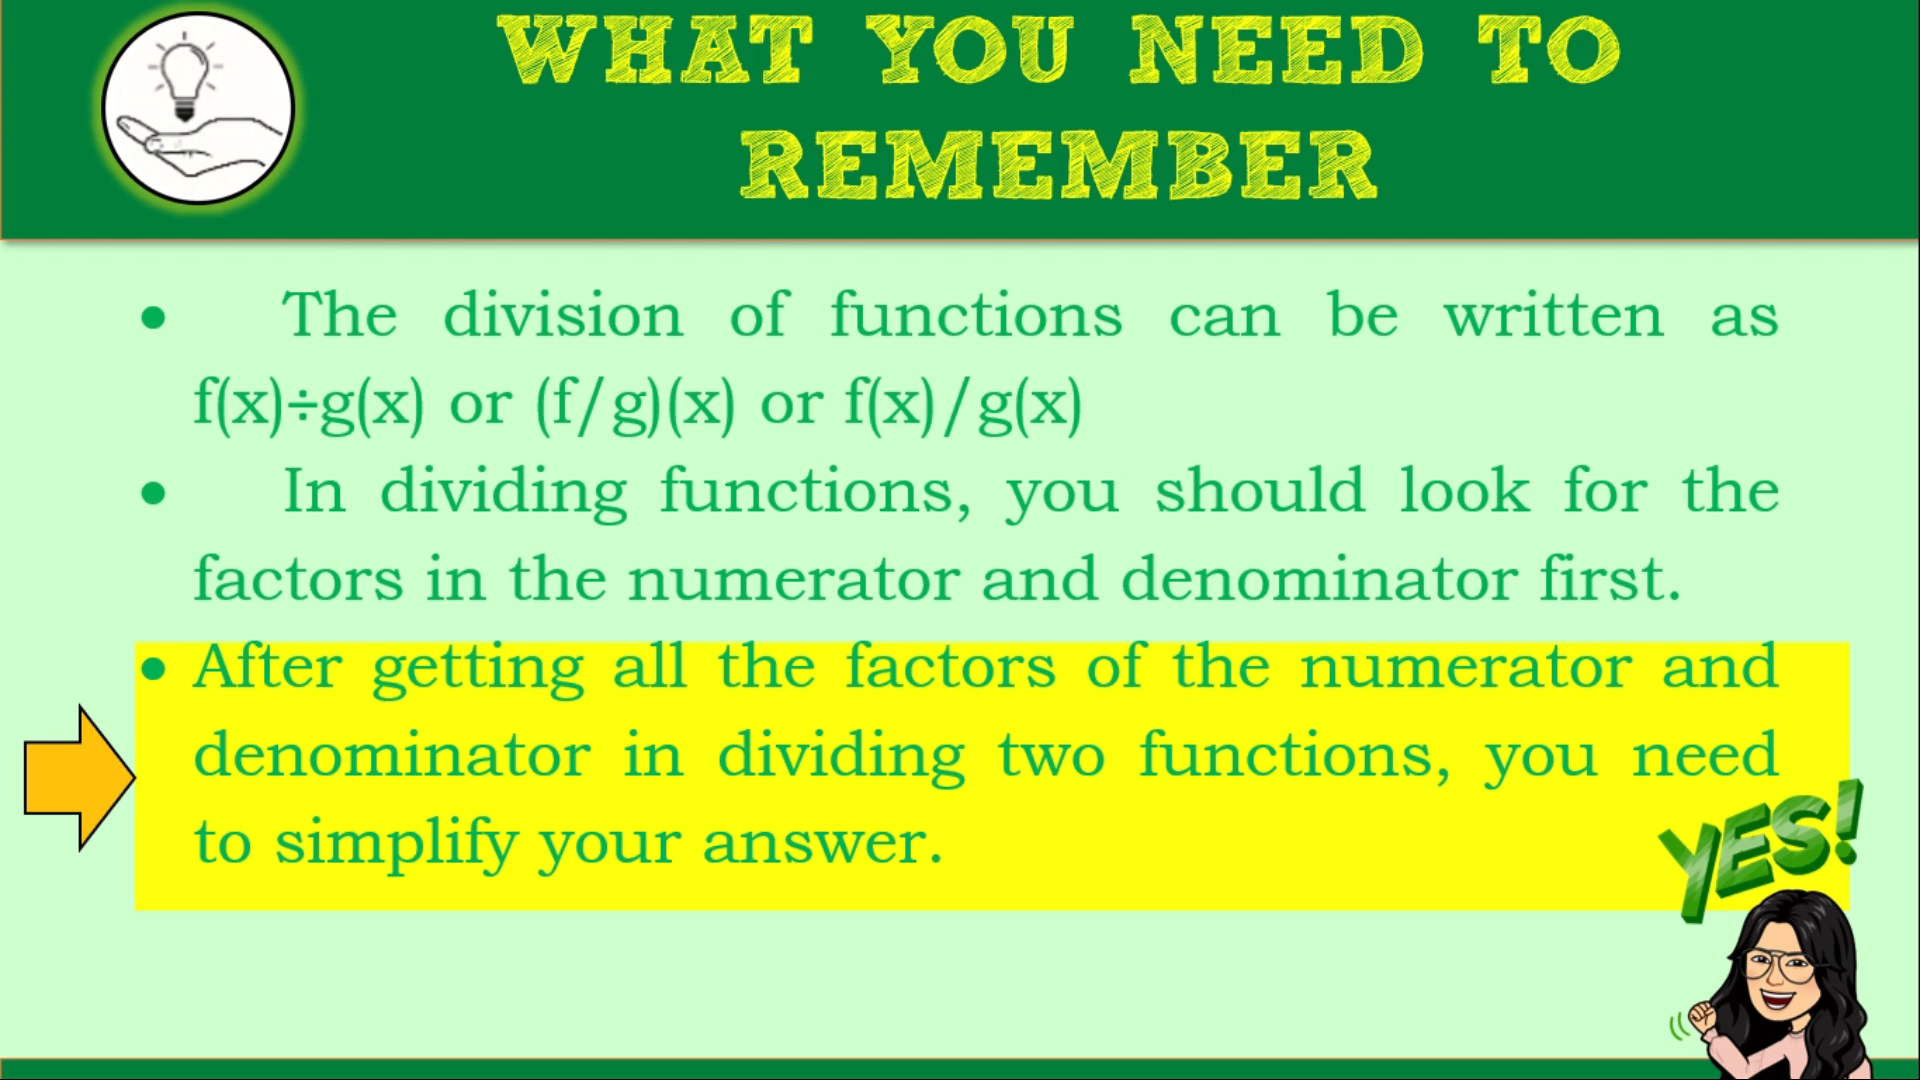 WHAT YOU NEED TO
REMEMBER
• The division of functions can be written as
f(x)÷g(x) or (f/g)(x) or f(x)/g(x)
• In dividing functions, you should look for the
factors in the numerator and denominator first.
• After getting all the factors of the numerator and
denominator in dividing two functions, you need
to simplify your answer.
YES!